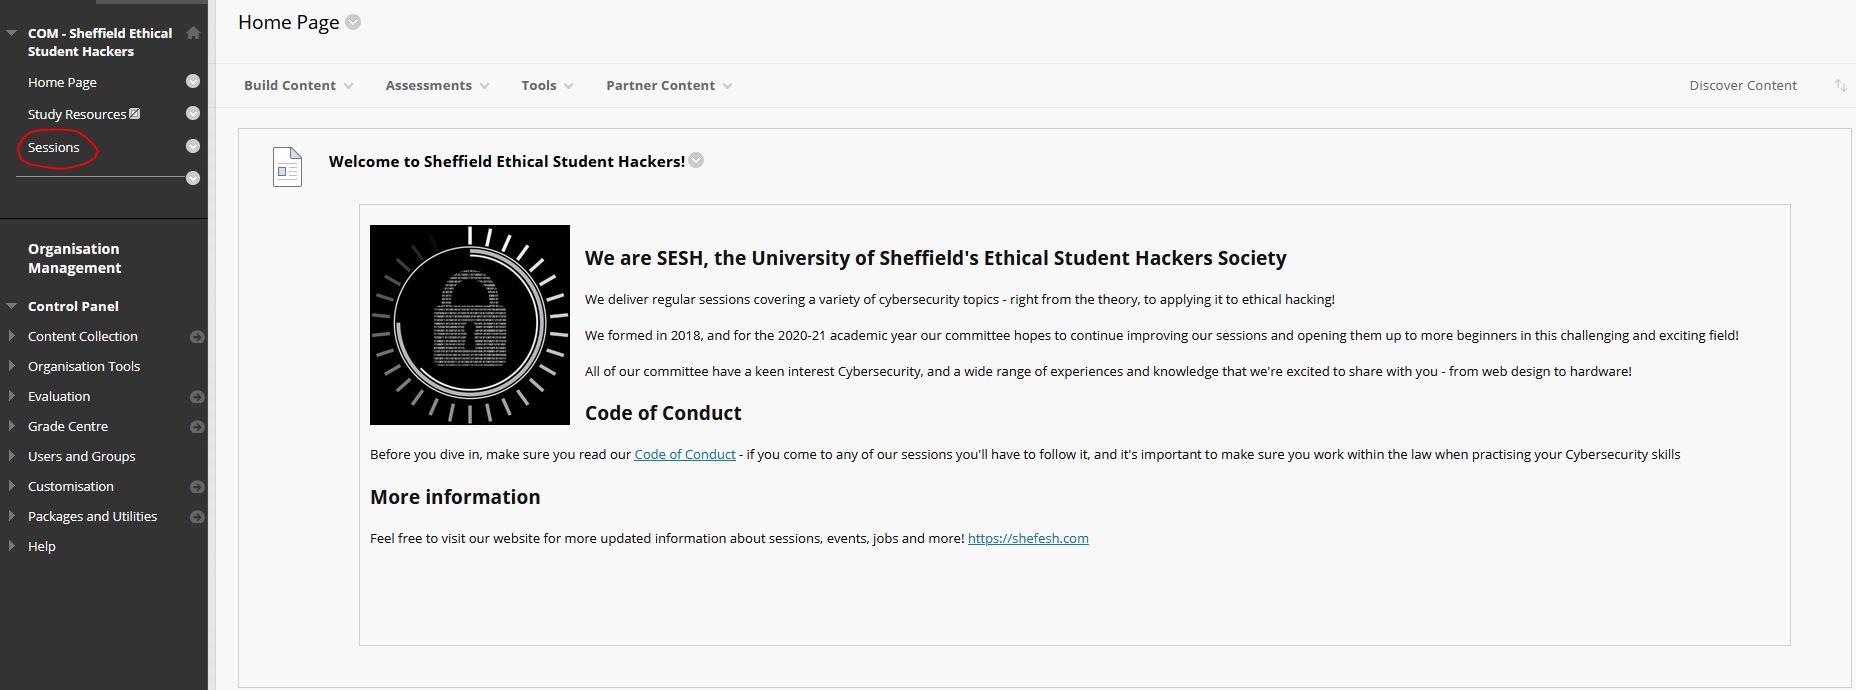 COM - Sheffield Ethical
Student Hackers
Home Page
Study Resources
Sessions
Organisation
Management
Control Panel
Content Collection
Organisation Tools
Evaluation
Grade Centre
Users and Groups
Customisation
Packages and Utilities
Help
Home Page
Build Content Assessments Tools Partner Content Discover Content
Welcome to Sheffield Ethical Student Hackers!
We are SESH, the University of Sheffield's Ethical Student Hackers Society
We deliver regular sessions covering a variety of cybersecurity topics - right from the theory, to applying it to ethical hacking!
We formed in 2018, and for the 2020-21 academic year our committee hopes to continue improving our sessions and opening them up to more beginners in this challenging and exciting field!
All of our committee have a keen interest Cybersecurity, and a wide range of experiences and knowledge that we're excited to share with you - from web design to hardware!
Code of Conduct
Before you dive in, make sure you read our Code of Conduct - if you come to any of our sessions you'll have to follow it, and it's important to make sure you work within the law when practising your Cybersecurity skills
More information
Feel free to visit our website for more updated information about sessions, events, jobs and more! https://shefesh.com